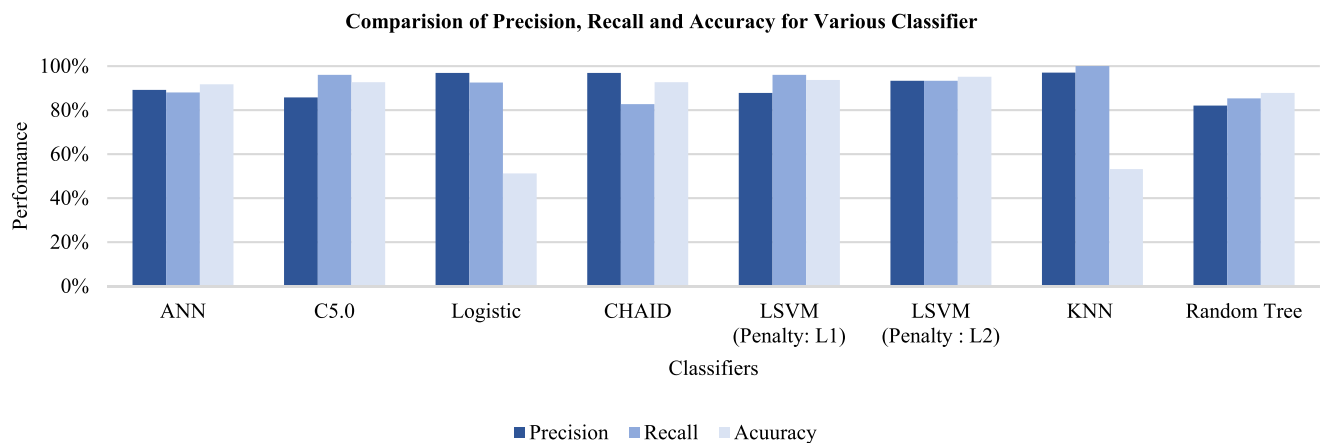 Comparision of Precision, Recall and Accuracy for Various Classifier
100%
80%
60%
40%
20%
0%
Performance
ANN
C5.0
Logistic
CHAID
LSVM
(Penalty: L1)
LSVM
(Penalty : L2)
KNN
Random Tree
Classifiers
Precision
Recall
Acuuracy